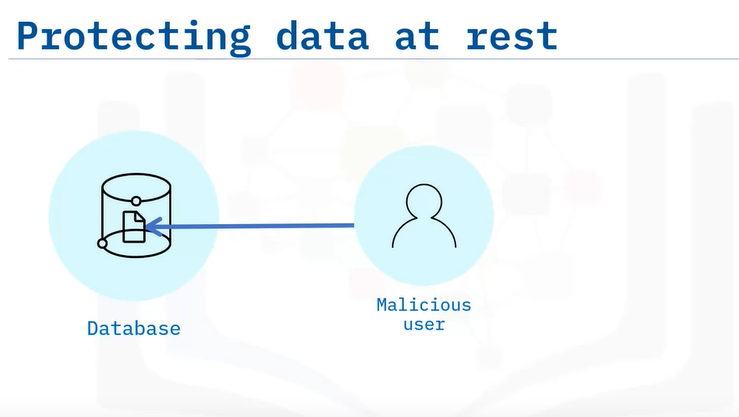 Protecting data at rest
Database
Malicious
user